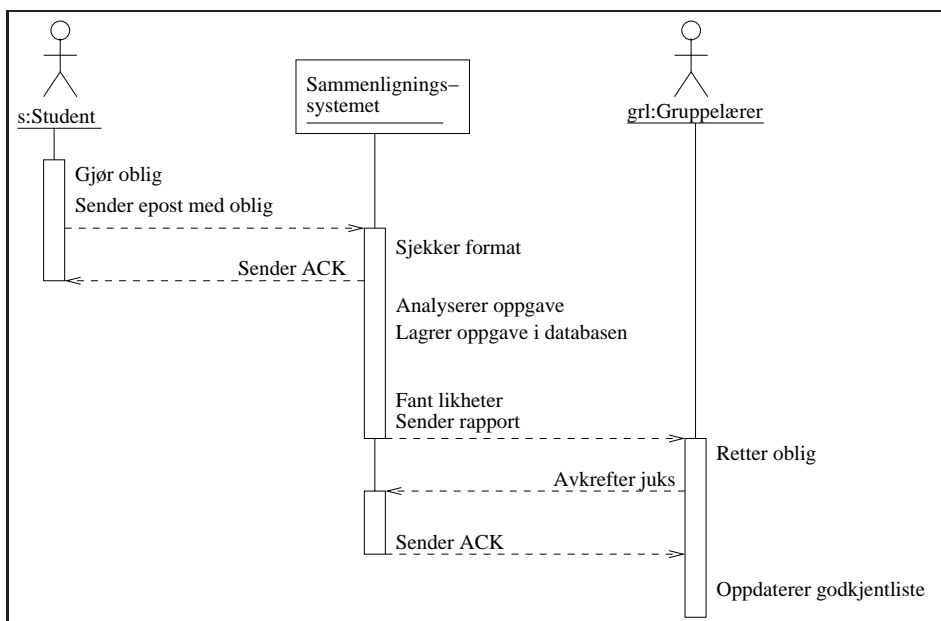 s:Student
Sammenlignings–
systemet
grl:Gruppelærer
Gjør oblig
Sender epost med oblig
Sjekker format
Sender ACK
Analyserer oppgave
Lagrer oppgave i databasen
Fant likheter
Sender rapport
Retter oblig
Avkrefter juks
Sender ACK
Oppdaterer godkjentliste